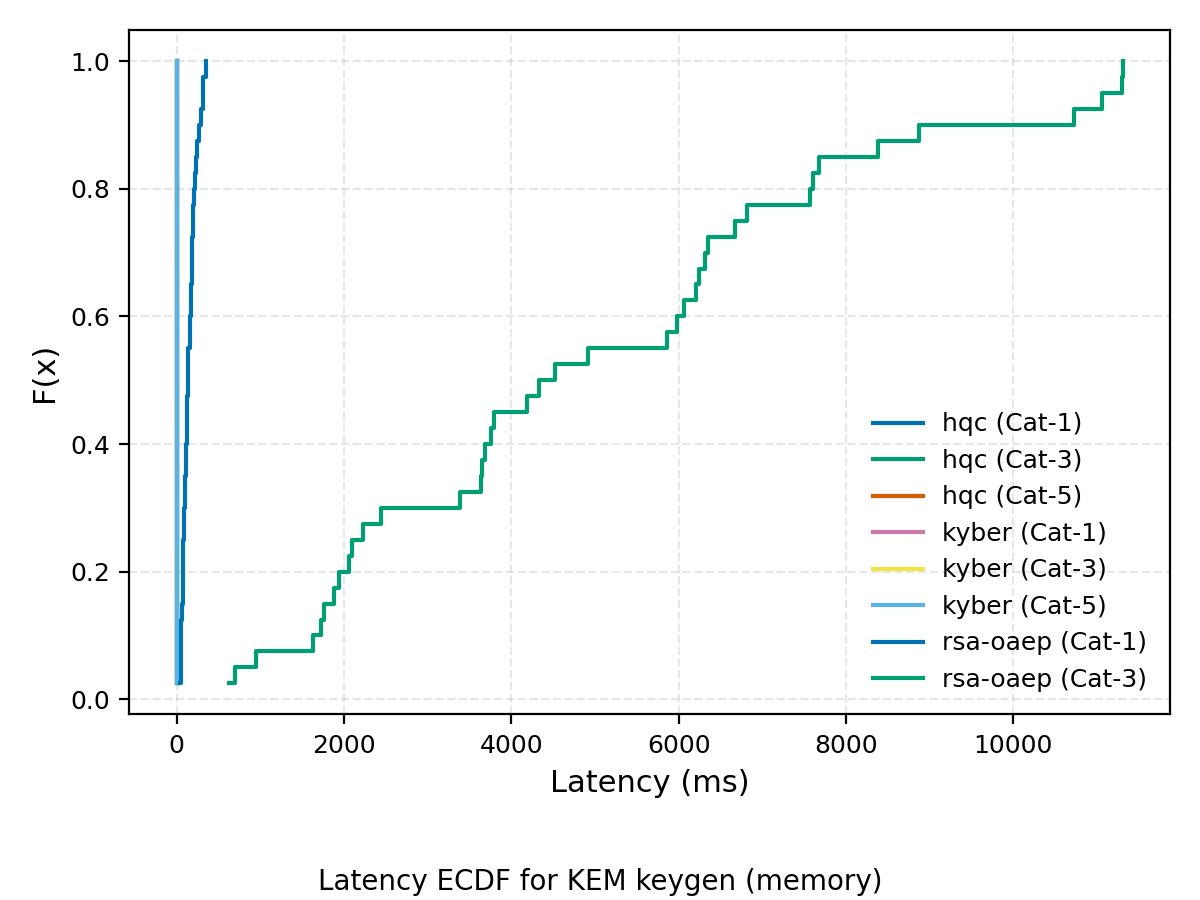 1.0
0.8
0.6
0.4
0.2
0.0
F(x)
hqc (Cat-1)
hqc (Cat-3)
hqc (Cat-5)
kyber (Cat-1)
kyber (Cat-3)
kyber (Cat-5)
rsa-oaep (Cat-1)
rsa-oaep (Cat-3)
0 2000 4000 6000 8000 10000
Latency (ms)
Latency ECDF for KEM keygen (memory)